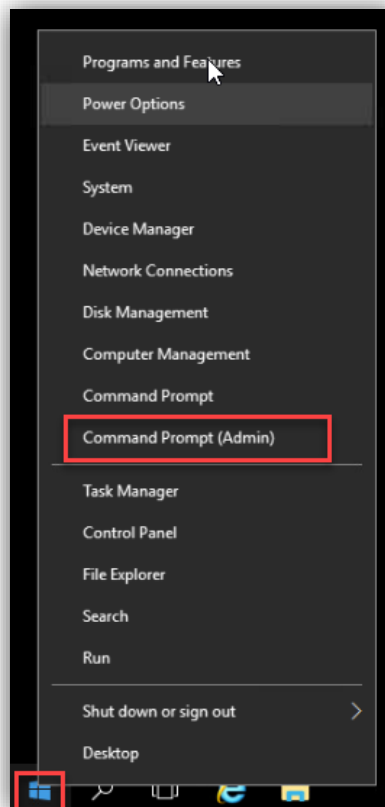 Programs and Features
Power Options
Event Viewer
System
Device Manager
Network Connections
Disk Management
Computer Management
Command Prompt
Command Prompt (Admin)
Task Manager
Control Panel
File Explorer
Search
Run
Shut down or sign out
Desktop